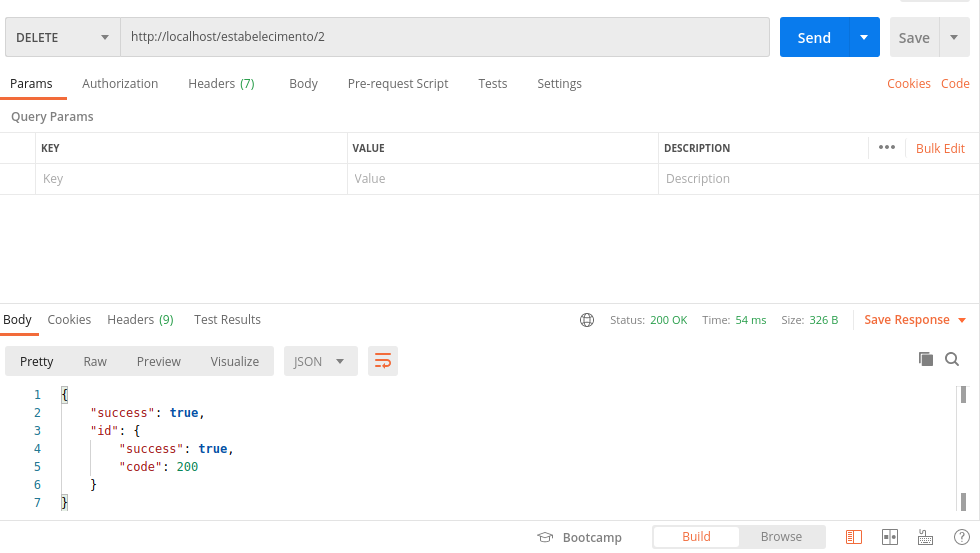 DELETE http://localhost/estabelecimento/2 Send Save
Params Authorization Headers (7) Body Pre-request Script Tests Settings Cookies Code
Query Params
KEY VALUE DESCRIPTION ••• Bulk Edit
Key Value Description
Body Cookies Headers (9) Test Results Status: 200 OK Time: 54 ms Size: 326 B Save Response
Pretty Raw Preview Visualize JSON
1 {
2 "success": true,
3 "id": {
4 "success": true,
5 "code": 200
6 }
7 }
Bootcamp Build Browse ?